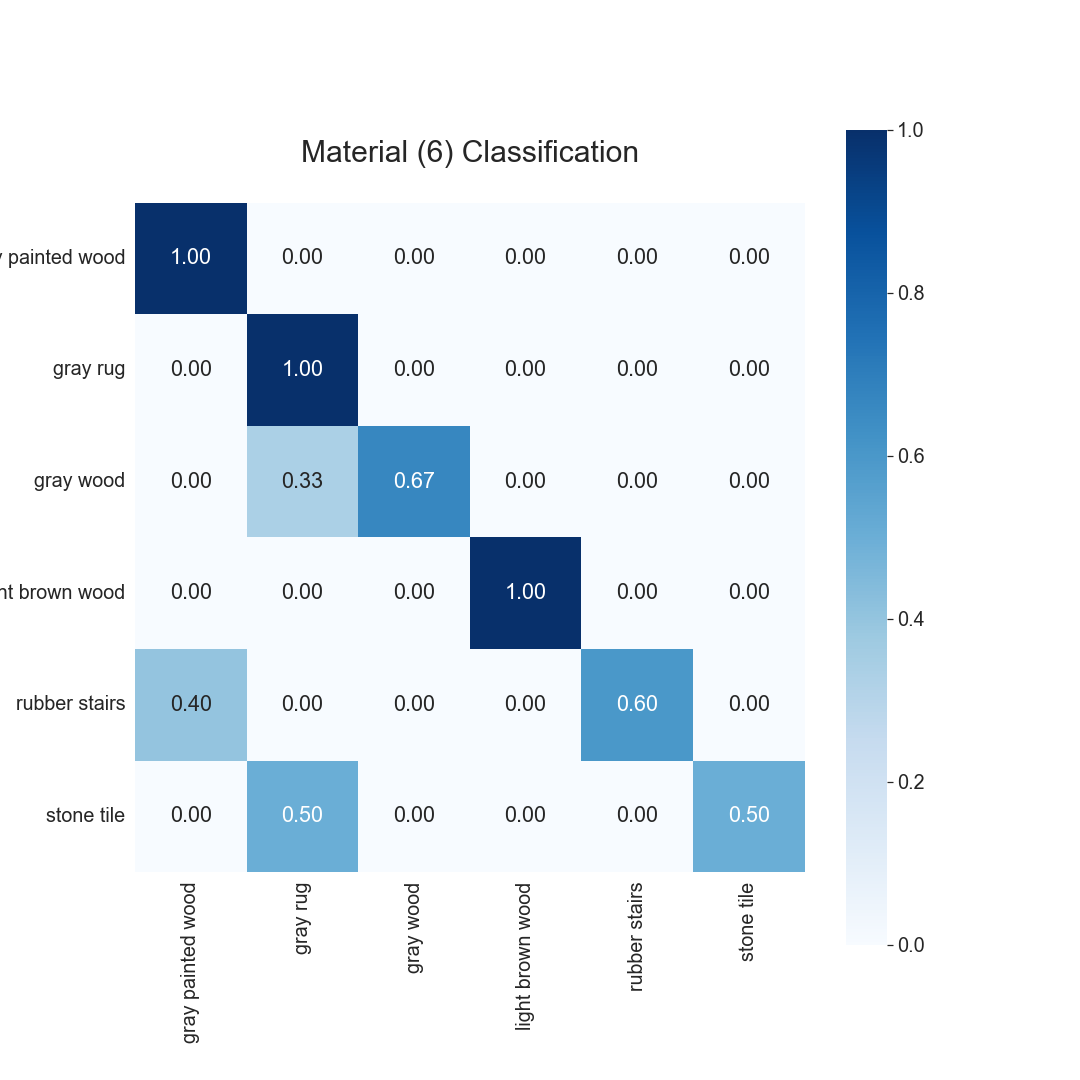 Material (6) Classification
1.0
painted wood 1.00 0.00 0.00 0.00 0.00 0.00
0.8
gray rug 0.00 1.00 0.00 0.00 0.00 0.00
gray wood 0.00 0.33 0.67 0.00 0.00 0.00
0.6
brown wood 0.00 0.00 0.00 1.00 0.00 0.00
0.4
rubber stairs 0.40 0.00 0.00 0.00 0.60 0.00
0.2
stone tile 0.00 0.50 0.00 0.00 0.00 0.50
0.0
gray painted wood
gray rug
gray wood
light brown wood
rubber stairs
stone tile